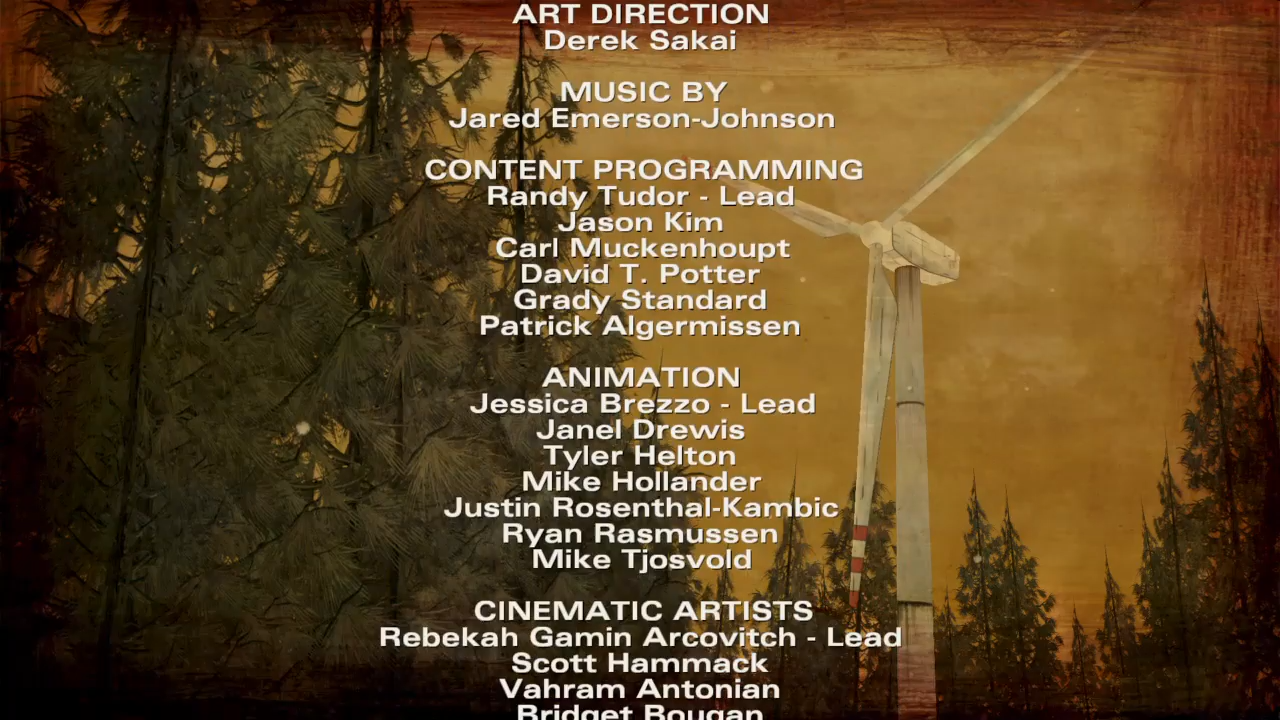 ART DIRECTION
Derek Sakai
MUSIC BY
Jared Emerson-Johnson
CONTENT PROGRAMMING
Randy Tudor - Lead
Jason Kim
Carl Muckenhoupt
David T. Potter
Grady Standard
Patrick Algermissen
ANIMATION
Jessica Brezzo - Lead
Janel Drewis
Tyler Helton
Mike Hollander
Justin Rosenthal-Kambic
Ryan Rasmussen
Mike Tjosvold
CINEMATIC ARTISTS
Rebekah Gamin Arcovitch - Lead
Scott Hammack
Vahram Antonian
Bridget Rougan